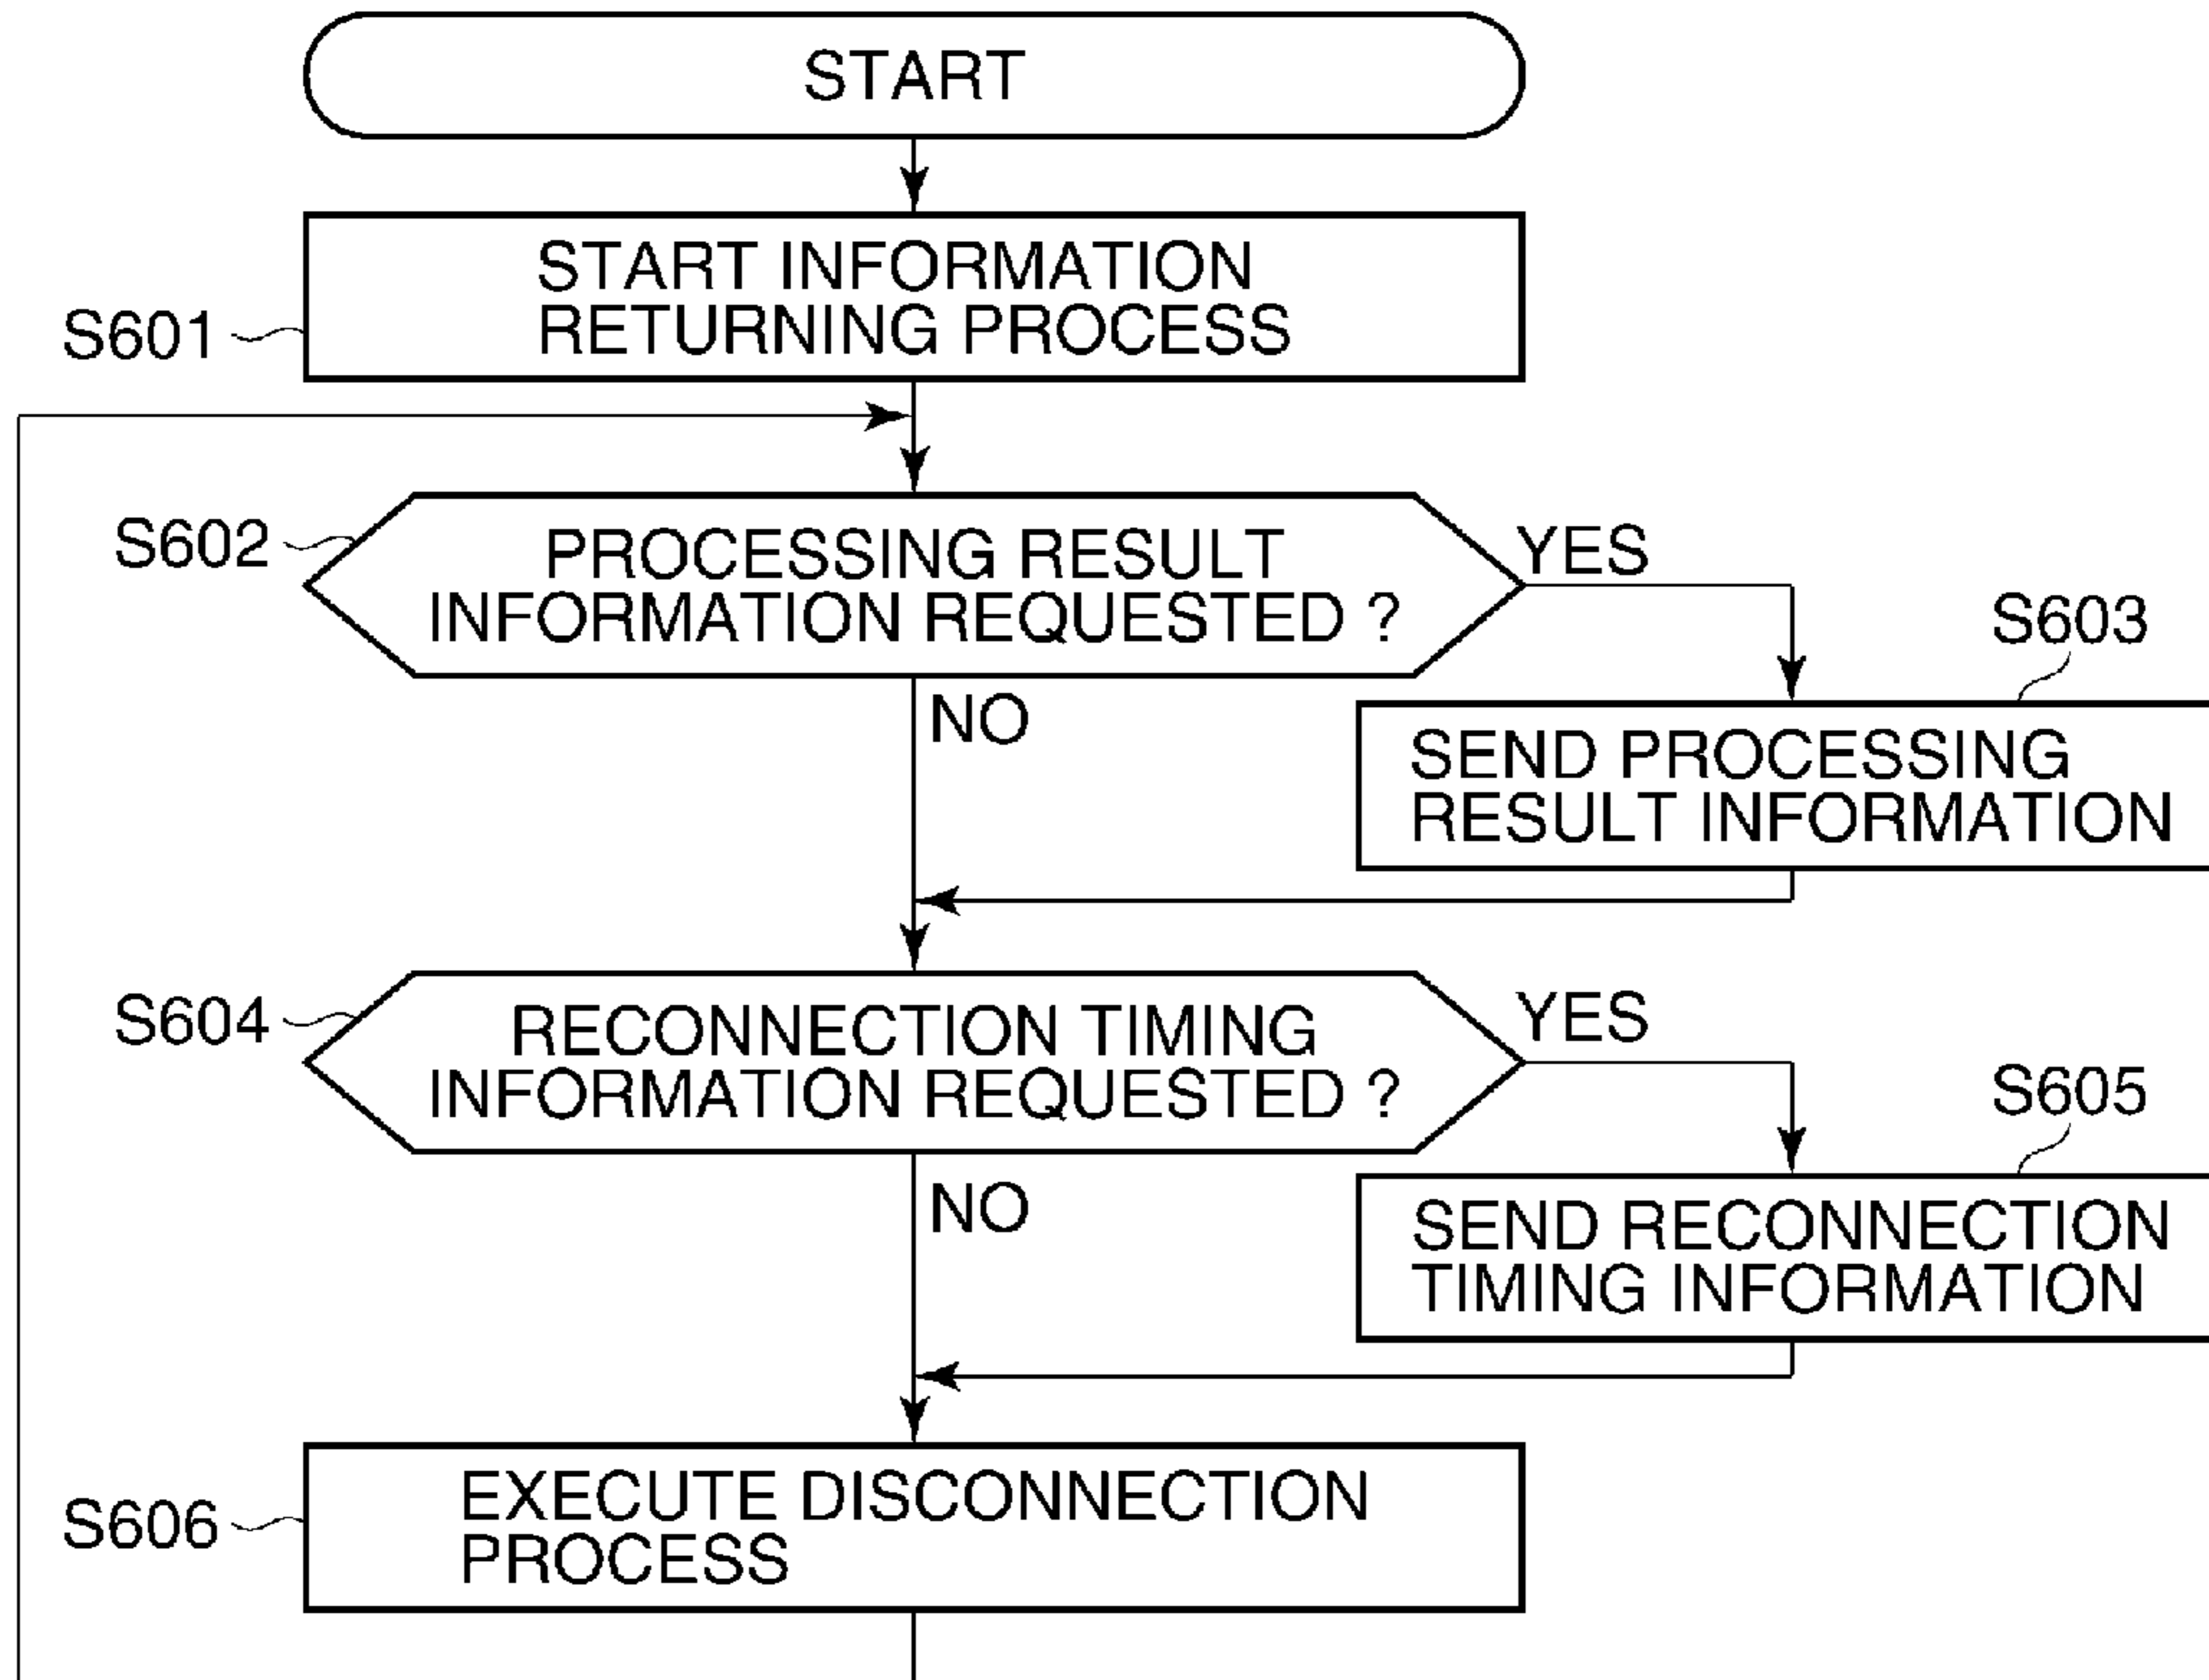 START
START INFORMATION
RETURNING PROCESS
S601
S602
PROCESSING RESULT
INFORMATION REQUESTED ?
YES
S603
NO
SEND PROCESSING
RESULT INFORMATION
S604
RECONNECTION TIMING
INFORMATION REQUESTED ?
YES
S605
NO
SEND RECONNECTION
TIMING INFORMATION
S606
EXECUTE DISCONNECTION
PROCESS